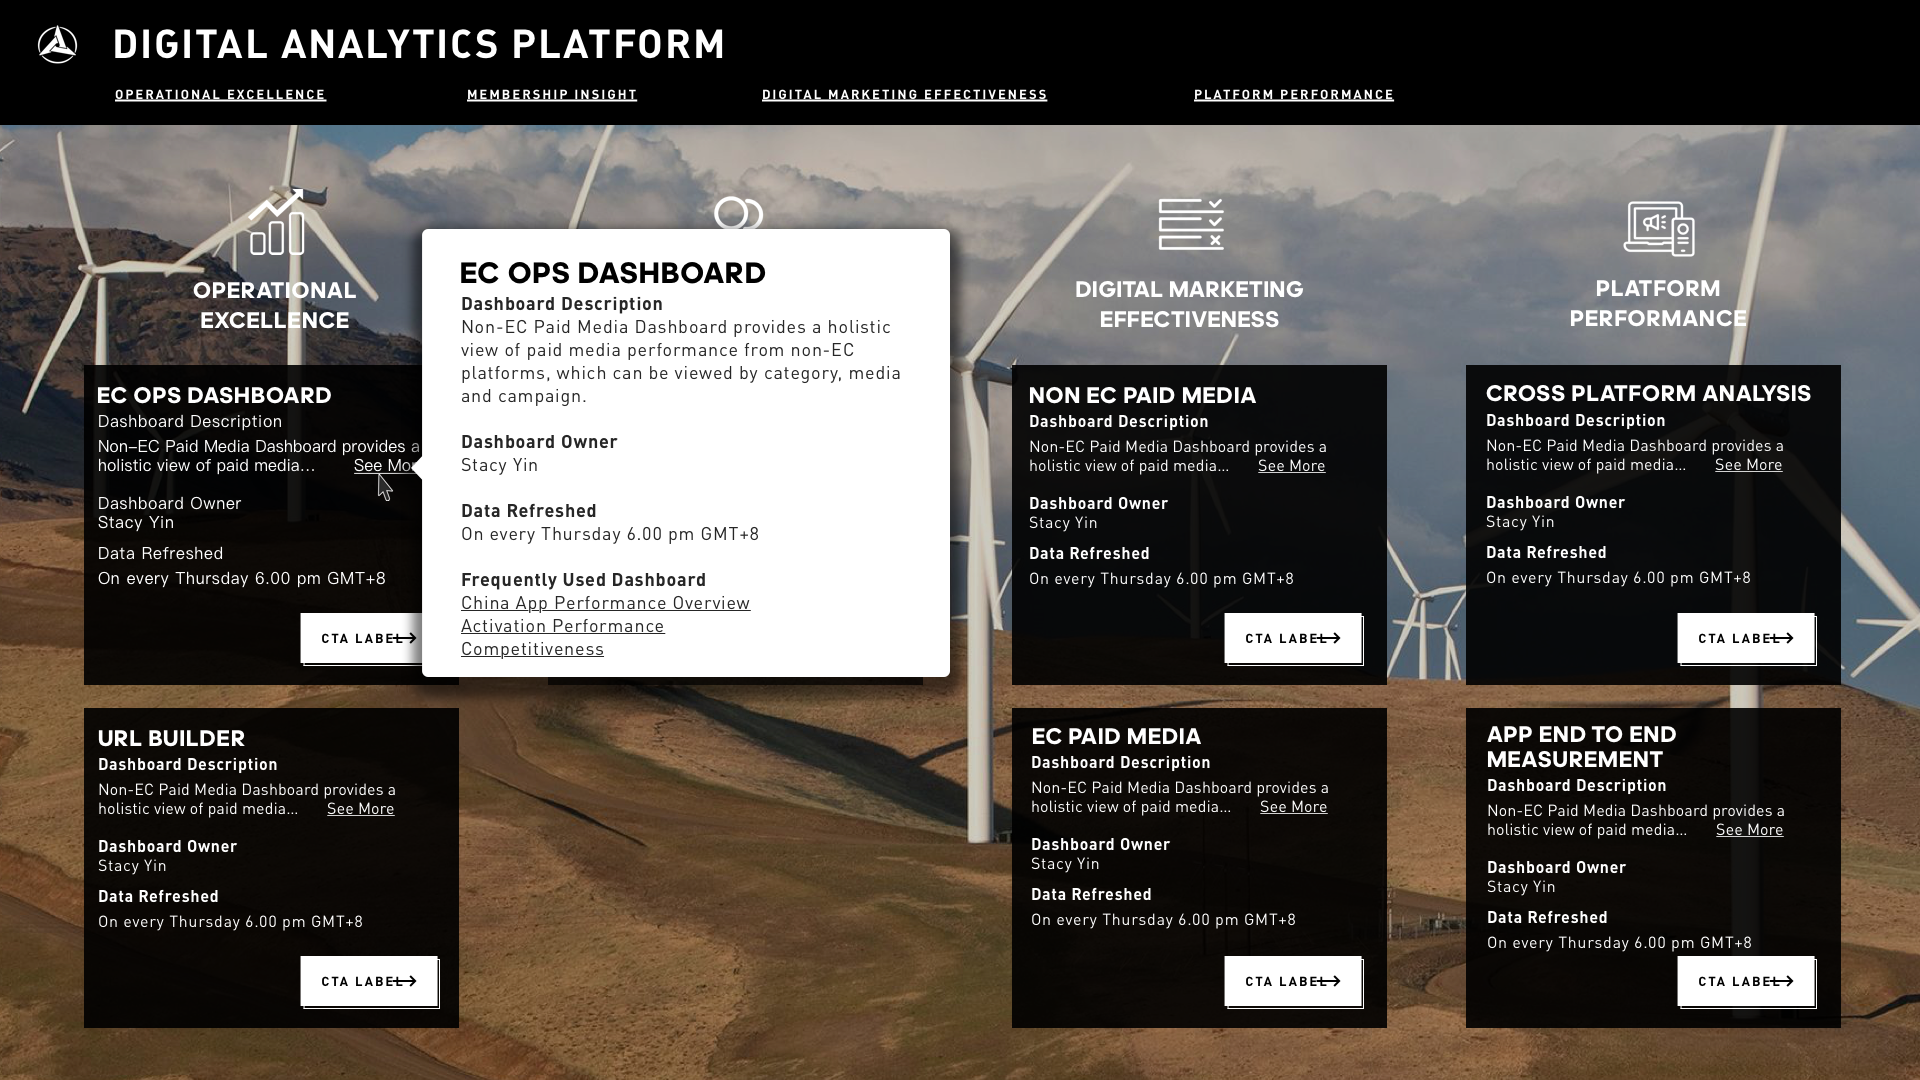 DIGITAL ANALYTICS PLATFORM
OPERATIONAL EXCELLENCE
MEMBERSHIP INSIGHT
DIGITAL MARKETING EFFECTIVENESS
PLATFORM PERFORMANCE
OPERATIONAL
EXCELLENCE
EC OPS DASHBOARD
Dashboard Description
Non–EC Paid Media Dashboard provides a
holistic view of paid media... See Mor
Dashboard Owner
Stacy Yin
Data Refreshed
On every Thursday 6.00 pm GMT+8
CTA LABEL
URL BUILDER
Dashboard Description
Non-EC Paid Media Dashboard provides a
holistic view of paid media... See More
Dashboard Owner
Stacy Yin
Data Refreshed
On every Thursday 6.00 pm GMT+8
CTA LABEL
EC OPS DASHBOARD
Dashboard Description
Non-EC Paid Media Dashboard provides a holistic
view of paid media performance from non-EC
platforms, which can be viewed by category, media
and campaign.
Dashboard Owner
Stacy Yin
Data Refreshed
On every Thursday 6.00 pm GMT+8
Frequently Used Dashboard
China App Performance Overview
Activation Performance
Competitiveness
DIGITAL MARKETING
EFFECTIVENESS
NON EC PAID MEDIA
Dashboard Description
Non-EC Paid Media Dashboard provides a
holistic view of paid media... See More
Dashboard Owner
Stacy Yin
Data Refreshed
On every Thursday 6.00 pm GMT+8
CTA LABEL
EC PAID MEDIA
Dashboard Description
Non-EC Paid Media Dashboard provides a
holistic view of paid media... See More
Dashboard Owner
Stacy Yin
Data Refreshed
On every Thursday 6.00 pm GMT+8
CTA LABEL
PLATFORM
PERFORMANCE
CROSS PLATFORM ANALYSIS
Dashboard Description
Non-EC Paid Media Dashboard provides a
holistic view of paid media... See More
Dashboard Owner
Stacy Yin
Data Refreshed
On every Thursday 6.00 pm GMT+8
CTA LABEL
APP END TO END
MEASUREMENT
Dashboard Description
Non-EC Paid Media Dashboard provides a
holistic view of paid media... See More
Dashboard Owner
Stacy Yin
Data Refreshed
On every Thursday 6.00 pm GMT+8
CTA LABEL